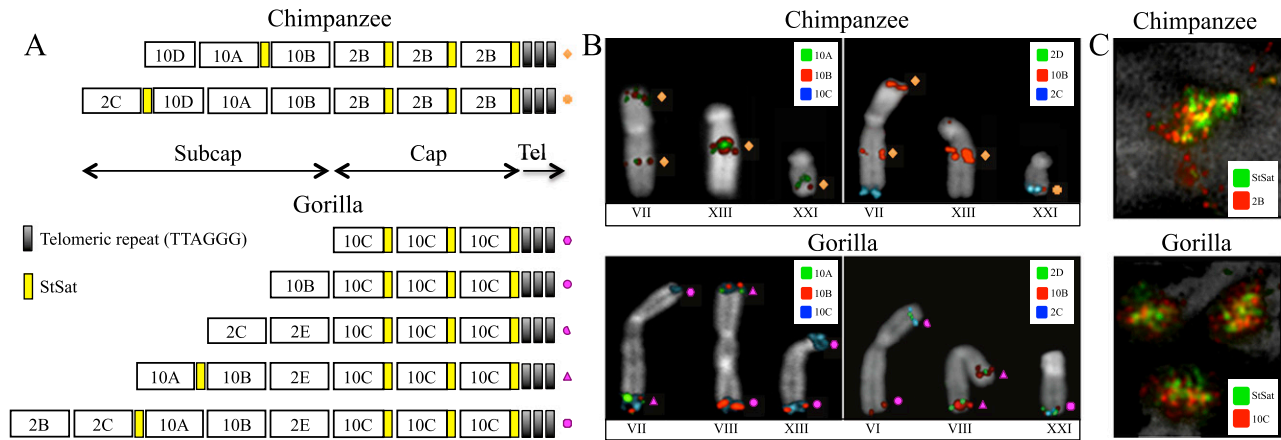 A
Chimpanzee
10D 10A 10B 2B 2B 2B
2C 10D 10A 10B 2B 2B 2B
Subcap Cap Tel
Gorilla
Telomeric repeat (TTAGGG)
StSat
10C 10C 10C
10B 10C 10C 10C
2C 2E 10C 10C 10C
10A 10B 2E 10C 10C 10C
2B 2C 10A 10B 2E 10C 10C 10C
B
Chimpanzee
10A
10B
10C
2D
10B
2C
VII XIII XXI VII XIII XXI
Gorilla
10A
10B
10C
2D
10B
2C
VII VIII XIII VI VIII XXI
C
Chimpanzee
StSat
2B
Gorilla
StSat
10C